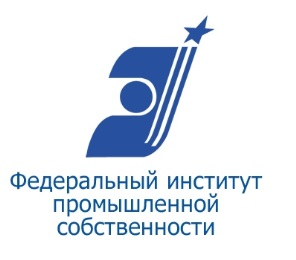 Федеральный институт
промышленной
собственности